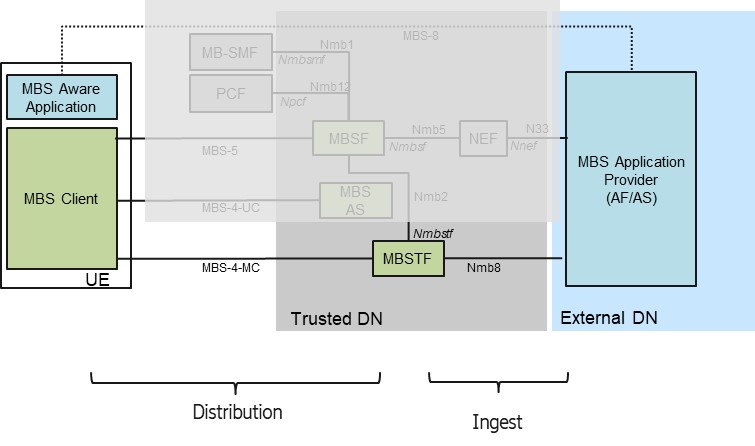 MBS-8
MB-SMF
Nmb1
Nmbsmf
MBS Aware
Application
PCF
Nmb12
Npcf
MBSF
Nmb5
Nmbsf
NEF
N33
Nnef
MBS-5
MBS Application
Provider
(AF/AS)
MBS Client
MBS
AS
Nmb2
MBS-4-UC
Nmbstf
MBSTF
MBS-4-MC
Nmb8
UE
Trusted DN
External DN
Distribution
Ingest